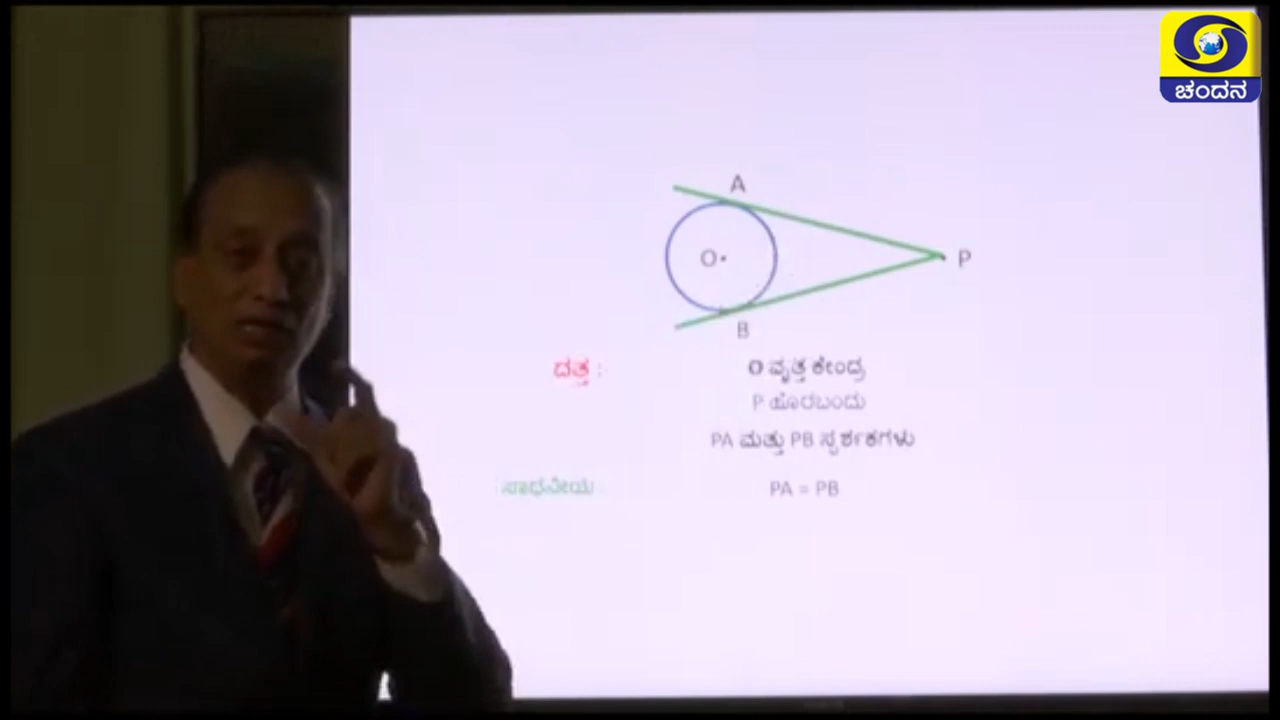 ಚಂದನ
A
O
P
B
ದತ್ತ : O ವೃತ್ತ ಕೇಂದ್ರ
P ಹೊರಬಂದು
PA ಮತ್ತು PB ಸ್ಪರ್ಶಕಗಳು
ಸಾಧನೀಯ PA = PB